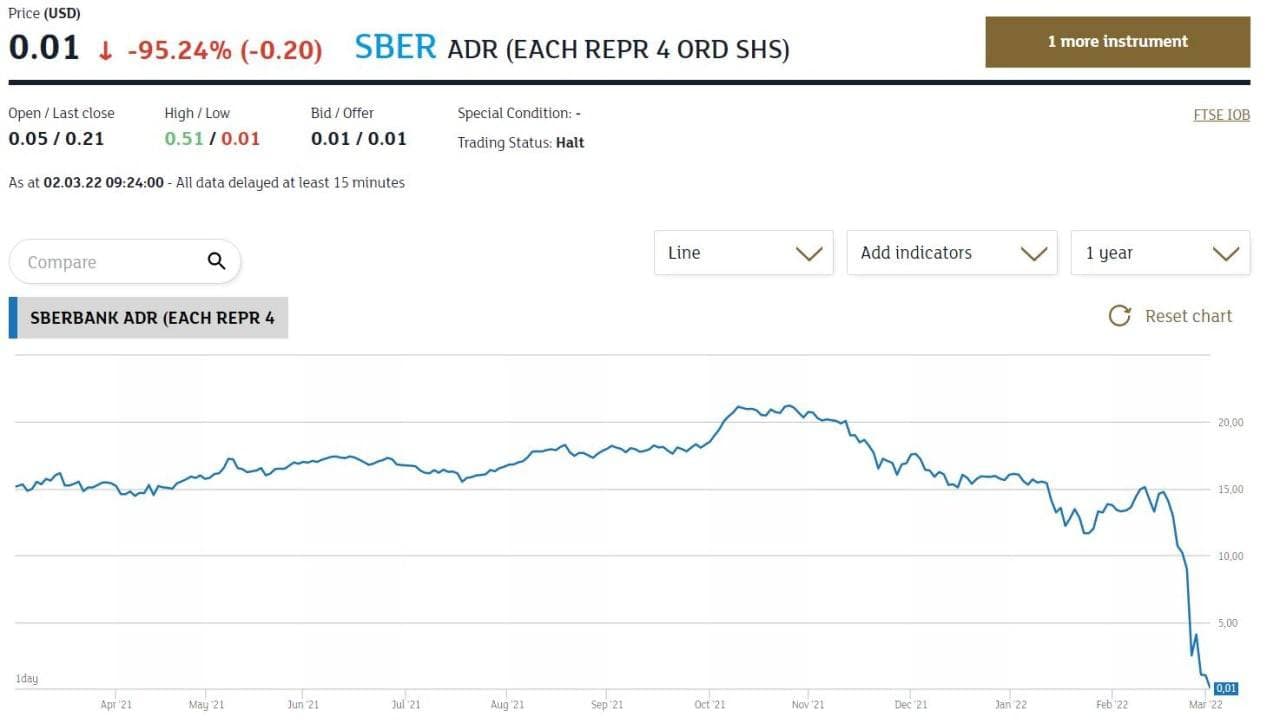 Price (USD)
0.01 ↓ -95.24% (-0.20) SBER ADR (EACH REPR 4 ORD SHS)
1 more instrument
Open / Last close High / Low Bid / Offer Special Condition: - FTSE IOB
0.05 / 0.21 0.51 / 0.01 0.01 / 0.01 Trading Status: Halt
As at 02.03.22 09:24:00 - All data delayed at least 15 minutes
Compare Line Add indicators 1 year
SBERBANK ADR (EACH REPR 4 Reset chart
20,00
15,00
10,00
5,00
1day
0,01
Apr '21 May '21 Jun '21 Jul '21 Aug '21 Sep '21 Oct '21 Nov '21 Dec '21 Jan '22 Feb '22 Mar '22